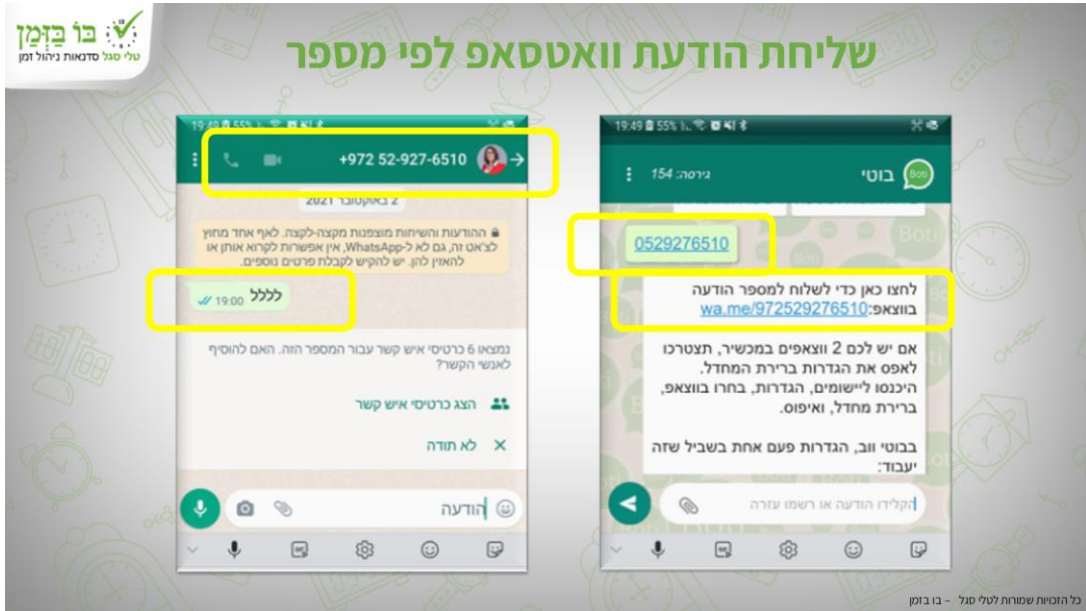 בּוֹ בַּזְּמַן
טלי סגל סדנאות ניהול זמן
שליחת הודעת וואטסאפ לפי מספר
19:49 55%
בוטי
Boti
גירסה: 154
0529276510
לחצו כאן כדי לשלוח למספר הודעה
בווצאפ:wa.me/972529276510
אם יש לכם 2 ווצאפים במכשיר, תצטרכו
לאפס את הגדרות ברירת המחדל.
היכנסו ליישומים, הגדרות, בחרו בווצאפ,
ברירת מחדל, ואיפוס.
בבוטי ווב, הגדרות פעם אחת בשביל שזה
יעבוד:
הקלידו הודעה או רשמו עזרה
19:49 55%
+972 52-927-6510
2 באוקטובר 2021
ההודעות והשיחות מוצפנות מקצה-לקצה. לאף אחד מחוץ
לצ'אט זה, גם לא ל-WhatsApp, אין אפשרות לקרוא אותן או
להאזין להן. יש להקיש לקבלת פרטים נוספים.
ללל 19:00
נמצאו 6 כרטיסי איש קשר עבור המספר הזה. האם להוסיף
לאנשי הקשר?
הצג כרטיסי איש קשר
לא תודה
הודעה
כל הזכויות שמורות לטלי סגל – בו בזמן